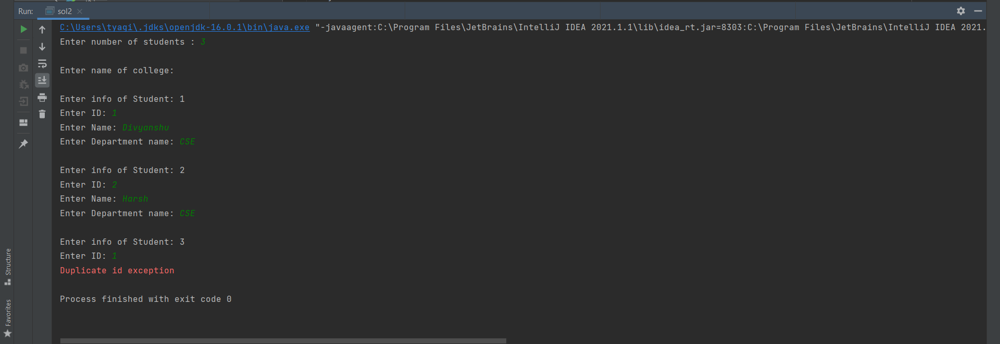 Run: sol2
C:\Users\tyagi\.jdks\openjdk-16.0.1\bin\java.exe "-javaagent:C:\Program Files\JetBrains\IntelliJ IDEA 2021.1.1\lib\idea_rt.jar=8303:C:\Program Files\JetBrains\IntelliJ IDEA 2021.
Enter number of students : 3
Enter name of college:
Enter info of Student: 1
Enter ID: 1
Enter Name: Divyanshu
Enter Department name: CSE
Enter info of Student: 2
Enter ID: 2
Enter Name: Harsh
Enter Department name: CSE
Enter info of Student: 3
Enter ID: 1
Duplicate id exception
Process finished with exit code 0
Structure
Favorites